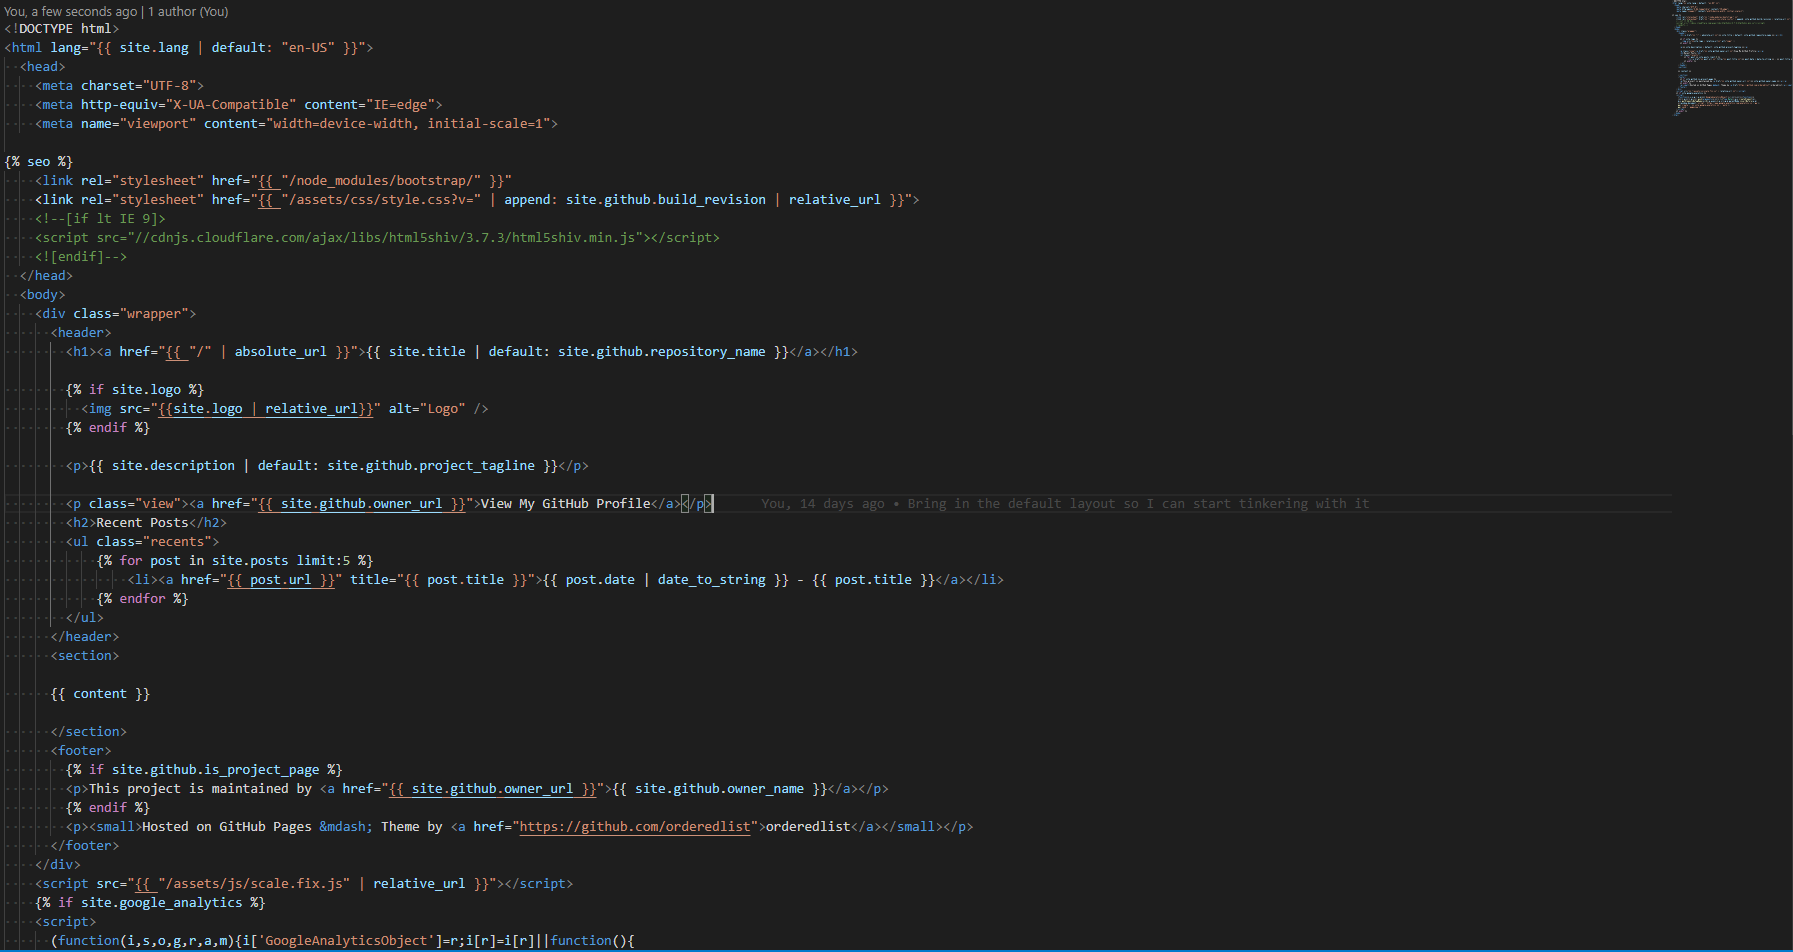 You, a few seconds ago | 1 author (You)
<!DOCTYPE html>
<html lang="{{ site.lang | default: "en-US" }}">
<head>
<meta charset="UTF-8">
<meta http-equiv="X-UA-Compatible" content="IE=edge">
<meta name="viewport" content="width=device-width, initial-scale=1">
{% seo %}
<link rel="stylesheet" href="{{ "/node_modules/bootstrap/" }}"
<link rel="stylesheet" href="{{ "/assets/css/style.css?v=" | append: site.github.build_revision | relative_url }}">
<!--[if lt IE 9]>
<script src="//cdnjs.cloudflare.com/ajax/libs/html5shiv/3.7.3/html5shiv.min.js"></script>
<![endif]-->
</head>
<body>
<div class="wrapper">
<header>
<h1><a href="{{ "/" | absolute_url }}">{{ site.title | default: site.github.repository_name }}</a></h1>
{% if site.logo %}
<img src="{{site.logo | relative_url}}" alt="Logo" />
{% endif %}
<p>{{ site.description | default: site.github.project_tagline }}</p>
<p class="view"><a href="{{ site.github.owner_url }}">View My GitHub Profile</a></p> You, 14 days ago • Bring in the default layout so I can start tinkering with it
<h2>Recent Posts</h2>
<ul class="recents">
{% for post in site.posts limit:5 %}
<li><a href="{{ post.url }}" title="{{ post.title }}">{{ post.date | date_to_string }} - {{ post.title }}</a></li>
{% endfor %}
</ul>
</header>
<section>
{{ content }}
</section>
<footer>
{% if site.github.is_project_page %}
<p>This project is maintained by <a href="{{ site.github.owner_url }}">{{ site.github.owner_name }}</a></p>
{% endif %}
<p><small>Hosted on GitHub Pages &mdash; Theme by <a href="https://github.com/orderedlist">orderedlist</a></small></p>
</footer>
</div>
<script src="{{ "/assets/js/scale.fix.js" | relative_url }}"></script>
{% if site.google_analytics %}
<script>
(function(i,s,o,g,r,a,m){i['GoogleAnalyticsObject']=r;i[r]=i[r]||function(){